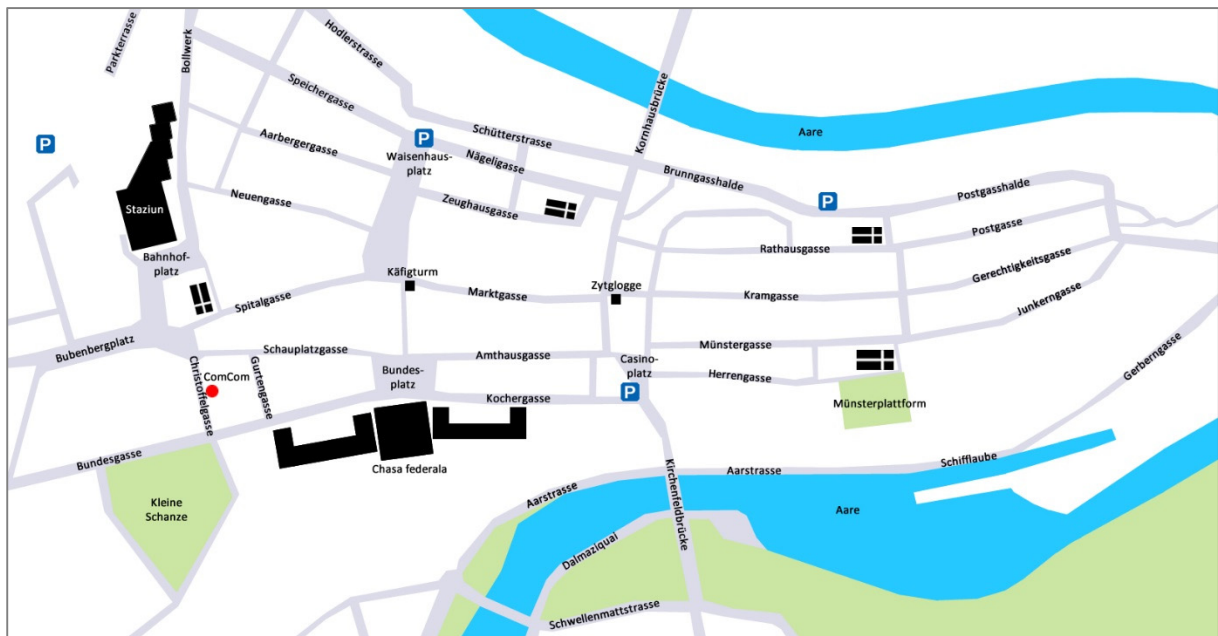 Parkterrasse
Bollwerk
Hodlerstrasse
Speichergasse
Kornhausbrücke
Aare
P
P
Schütterstrasse
Aarbergergasse
Waisenhaus-
platz
Nägeligasse
Brunngasshalde
P
Postgasshalde
Staziun
Neuengasse
Zeughausgasse
Postgasse
Rathausgasse
Bahnhof-
platz
Käfigturm
Gerechtigkeitsgasse
Spitalgasse
Marktgasse
Zytglogge
Kramgasse
Junkerngasse
Bubenbergplatz
Schauplatzgasse
Amthausgasse
Münstergasse
Casino-
platz
Gerberngasse
Christoffelgasse
ComCom
Gurtengasse
Bundes-
platz
Herrengasse
P
Kochergasse
Münsterplattform
Bundesgasse
Chasa federala
Aarstrasse
Aarstrasse
Schifflaube
Kleine
Schanze
Kirchenfeldbrücke
Aare
Dalmaziquai
Schwellenmattstrasse